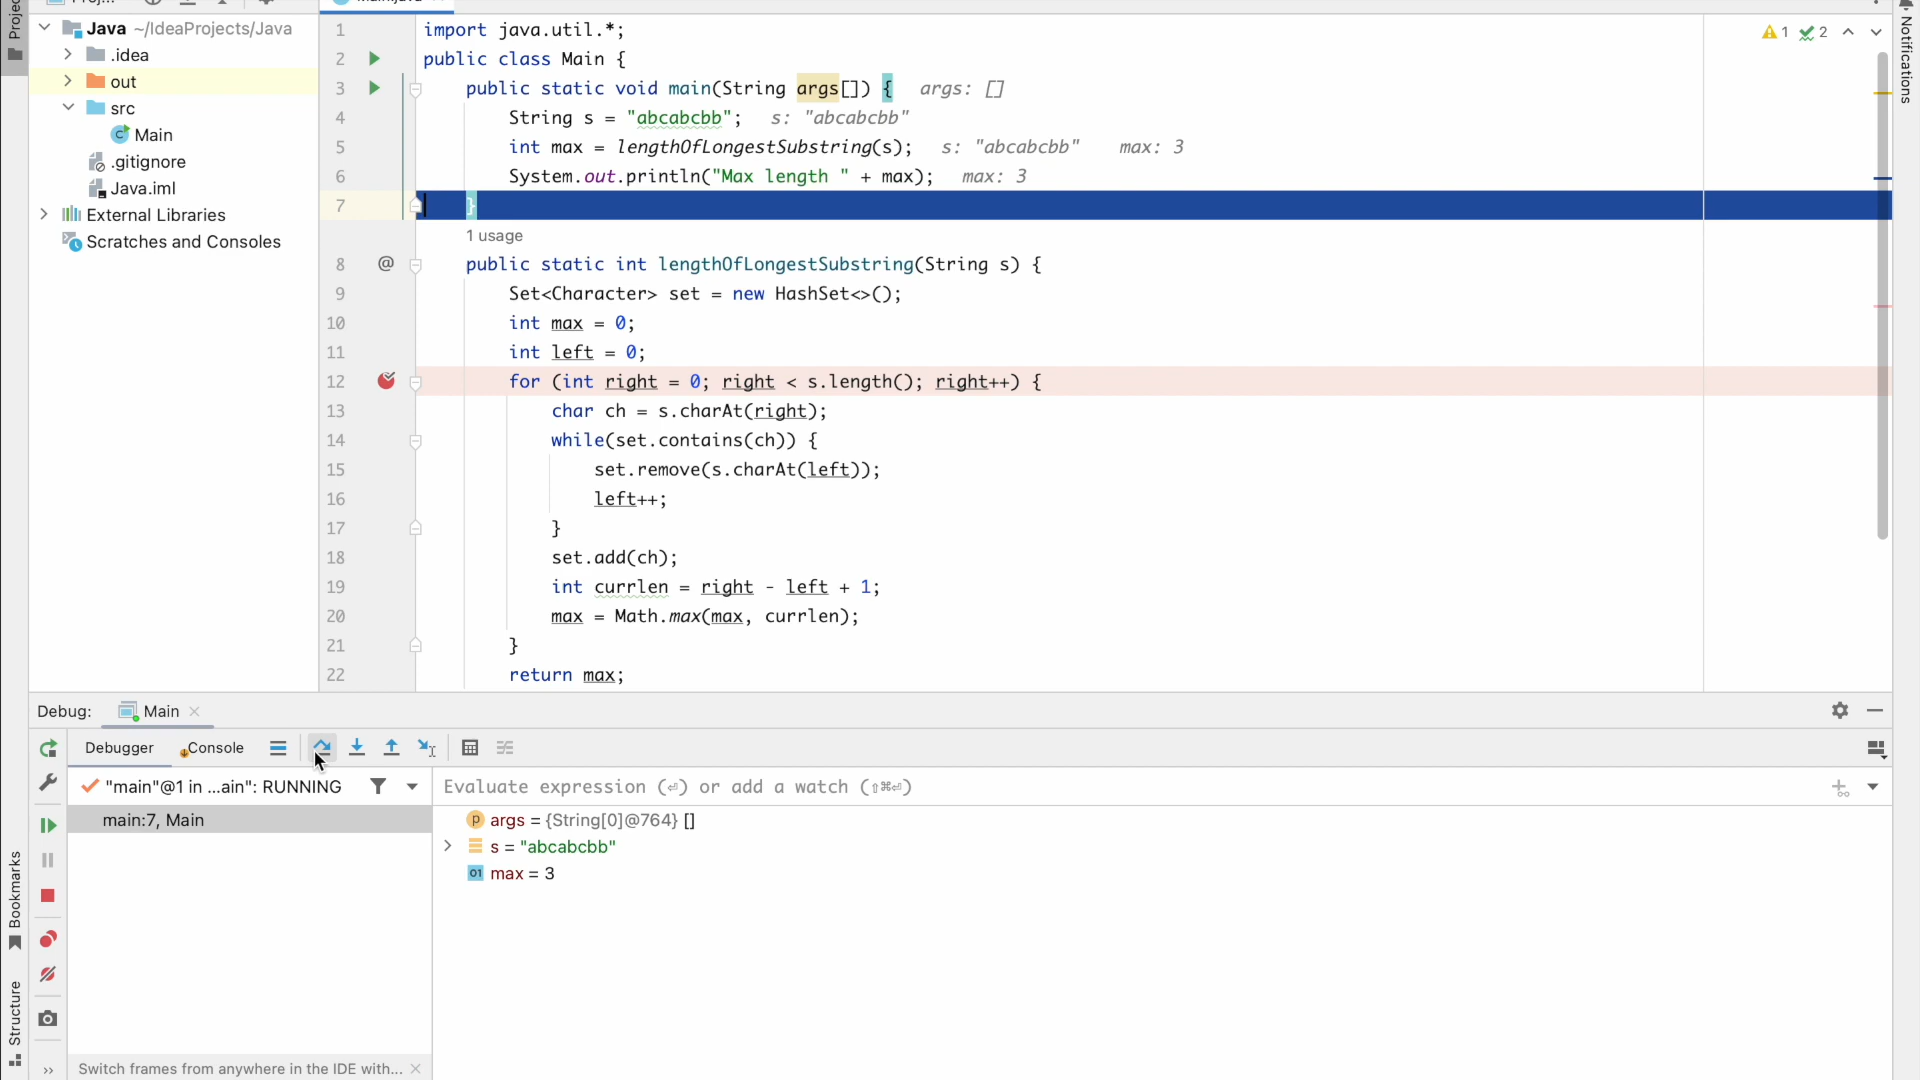 Project
Java ~/IdeaProjects/Java
.idea
out
src
Main
.gitignore
Java.iml
External Libraries
Scratches and Consoles
1 import java.util.*;
2 public class Main {
3 public static void main(String args[]) { args: []
4 String s = "abcabcbb"; s: "abcabcbb"
5 int max = lengthOfLongestSubstring(s); s: "abcabcbb" max: 3
6 System.out.println("Max length " + max); max: 3
7 }
1 usage
8 @ public static int lengthOfLongestSubstring(String s) {
9 Set<Character> set = new HashSet<>();
10 int max = 0;
11 int left = 0;
12 for (int right = 0; right < s.length(); right++) {
13 char ch = s.charAt(right);
14 while(set.contains(ch)) {
15 set.remove(s.charAt(left));
16 left++;
17 }
18 set.add(ch);
19 int currlen = right - left + 1;
20 max = Math.max(max, currlen);
21 }
22 return max;
1 2
Notifications
Debug: Main
Debugger Console
"main"@1 in ...ain": RUNNING
main:7, Main
Evaluate expression (⏎) or add a watch (⇧⌘⏎)
args = {String[0]@764} []
s = "abcabcbb"
01 max = 3
Bookmarks
Structure
Switch frames from anywhere in the IDE with...